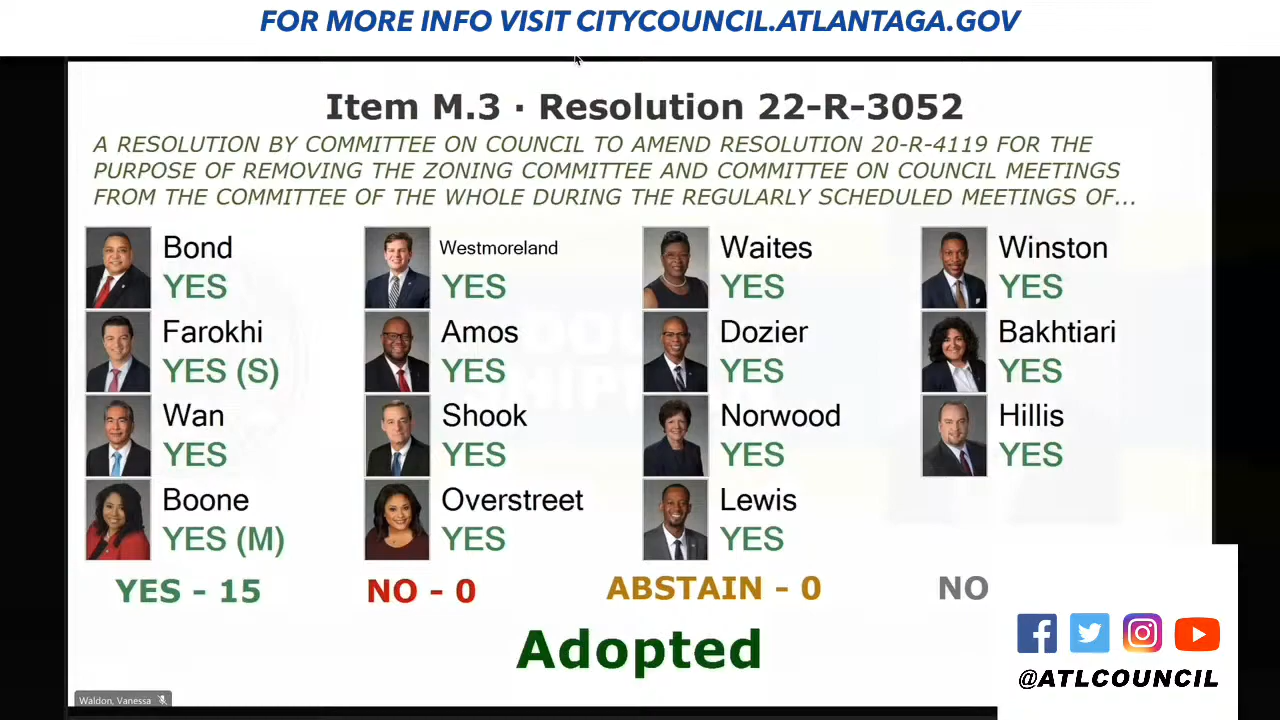 FOR MORE INFO VISIT CITYCOUNCIL.ATLANTAGA.GOV
Item M.3 · Resolution 22-R-3052
A RESOLUTION BY COMMITTEE ON COUNCIL TO AMEND RESOLUTION 20-R-4119 FOR THE
PURPOSE OF REMOVING THE ZONING COMMITTEE AND COMMITTEE ON COUNCIL MEETINGS
FROM THE COMMITTEE OF THE WHOLE DURING THE REGULARLY SCHEDULED MEETINGS OF...
Bond
YES
Westmoreland
YES
Waites
YES
Winston
YES
Farokhi
YES (S)
Amos
YES
Dozier
YES
Bakhtiari
YES
Wan
YES
Shook
YES
Norwood
YES
Hillis
YES
Boone
YES (M)
Overstreet
YES
Lewis
YES
YES - 15
NO - 0
ABSTAIN - 0
NO
Adopted
@ATLCOUNCIL
Waldon, Vanessa